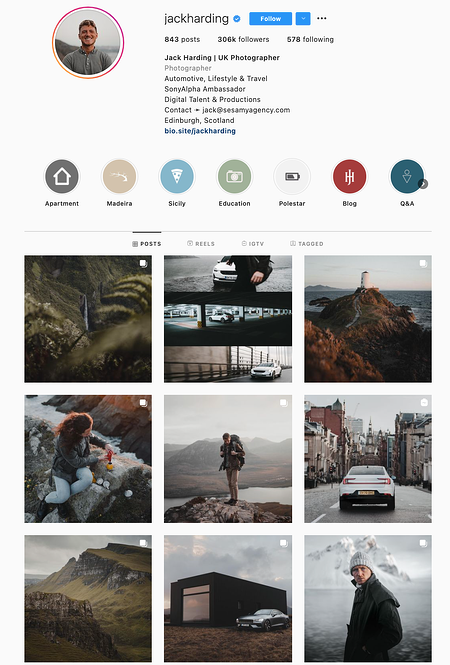 jackharding
Follow
843 posts 306k followers 578 following
Jack Harding | UK Photographer
Photographer
Automotive, Lifestyle & Travel
SonyAlpha Ambassador
Digital Talent & Productions
Contact ➛ jack@sesamyagency.com
Edinburgh, Scotland
bio.site/jackharding
Apartment Madeira Sicily Education Polestar Blog Q&A
POSTS REELS IGTV TAGGED